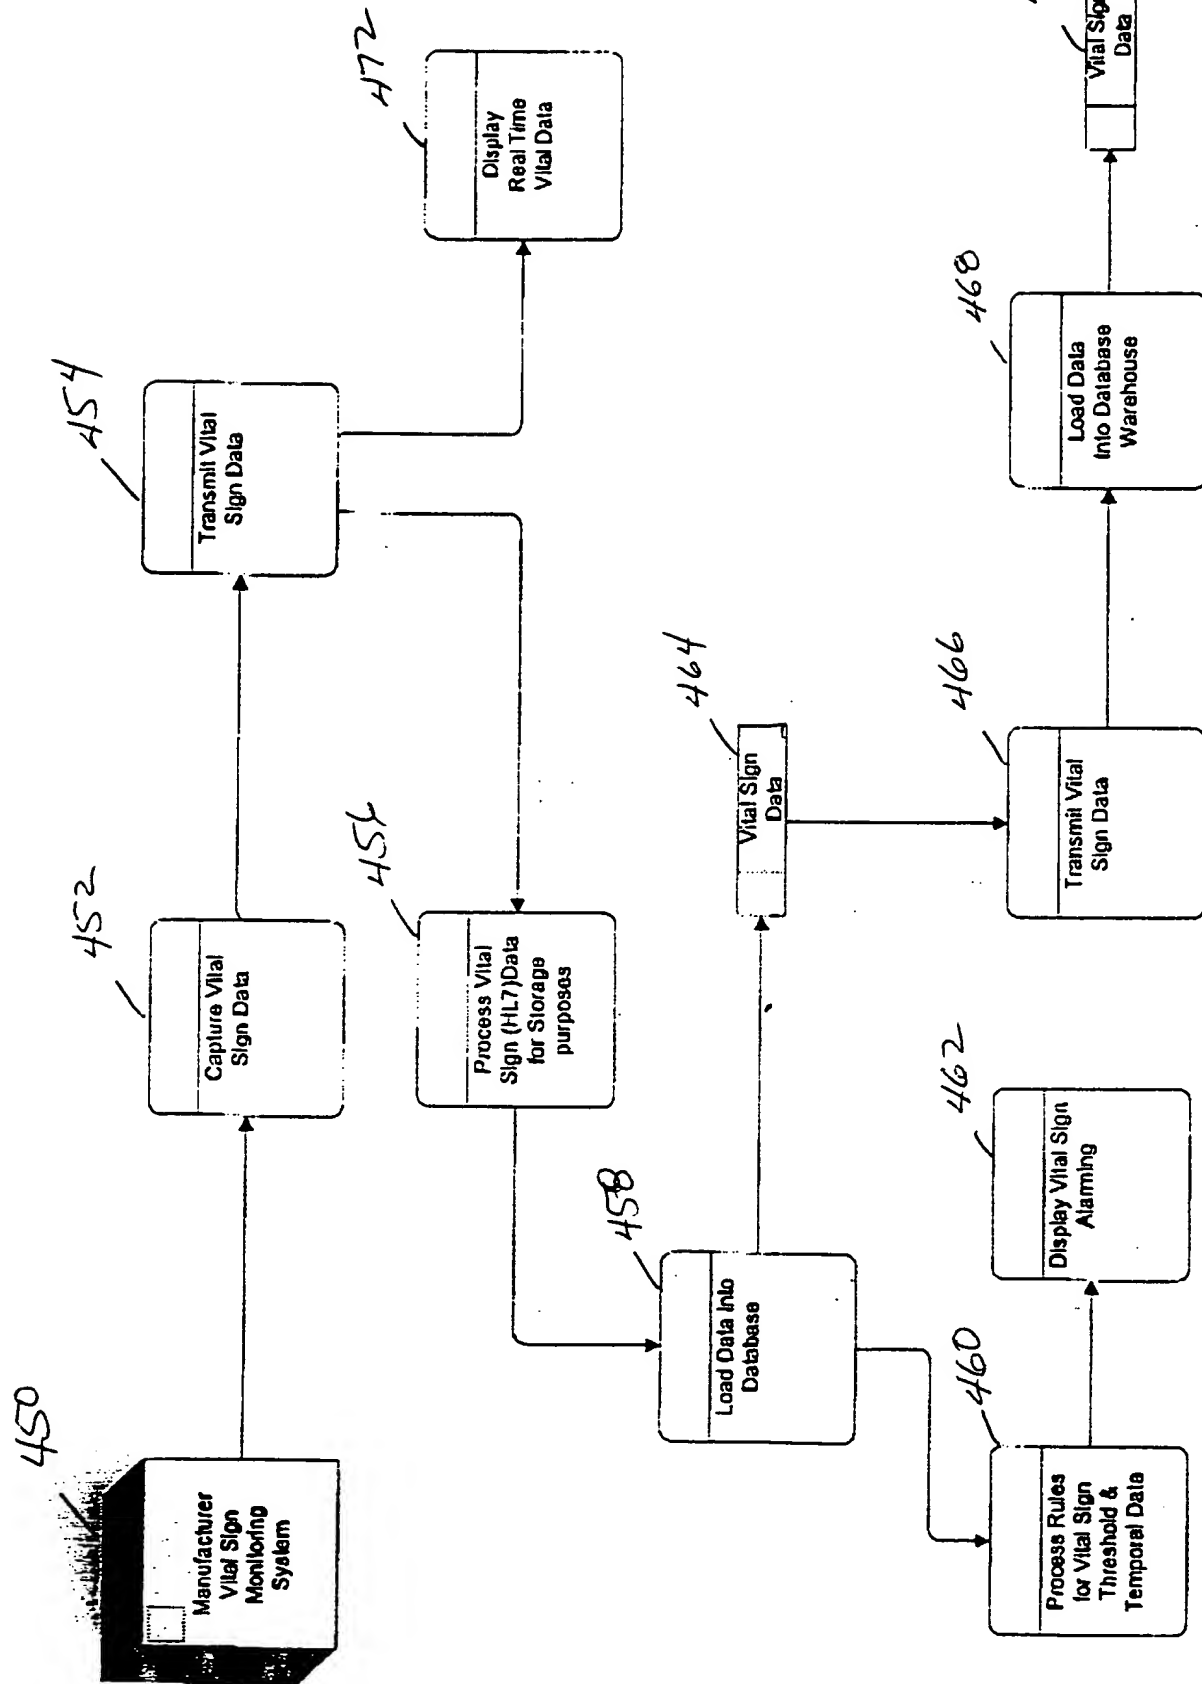 450
Manufacturer
Vital Sign
Monitoring
System
452
Capture Vital
Sign Data
454
Transmit Vital
Sign Data
472
Display
Real Time
Vital Data
456
Process Vital
Sign (HL7)Data
for Storage
purposes
458
Load Data Into
Database
464
Vital Sign
Data
460
Process Rules
for Vital Sign
Threshold &
Temporal Data
462
Display Vital Sign
Alarming
466
Transmit Vital
Sign Data
468
Load Data
Into Database
Warehouse
Vital Sign
Data